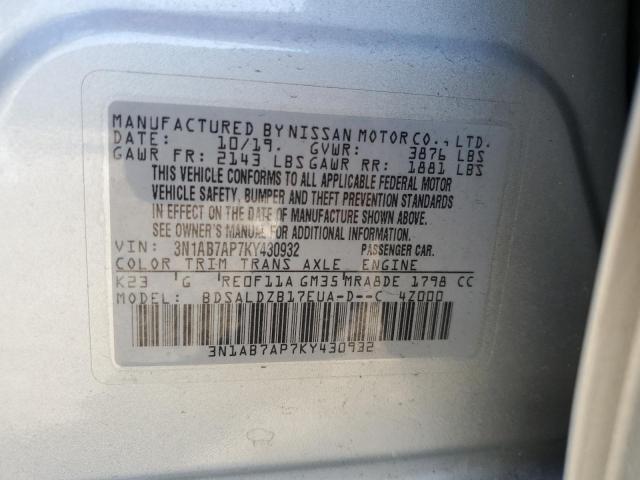 MANUFACTURED BY NISSAN MOTOR CO., LTD.
DATE: 10/19. GVWR: 3876 LBS
GAWR FR: 2143 LBS GAWR RR: 1881 LBS
THIS VEHICLE CONFORMS TO ALL APPLICABLE FEDERAL MOTOR
VEHICLE SAFETY, BUMPER AND THEFT PREVENTION STANDARDS
IN EFFECT ON THE DATE OF MANUFACTURE SHOWN ABOVE.
SEE OWNER'S MANUAL FOR ADDITIONAL INFORMATION.
VIN: 3N1AB7AP7KY430932 PASSENGER CAR.
COLOR TRIM TRANS AXLE ENGINE
K23 G RE0F11A GM35 MRA8DE 1798 CC
MODEL: BDSALDZB17EUA-D--C 4Z000
3N1AB7AP7KY430932